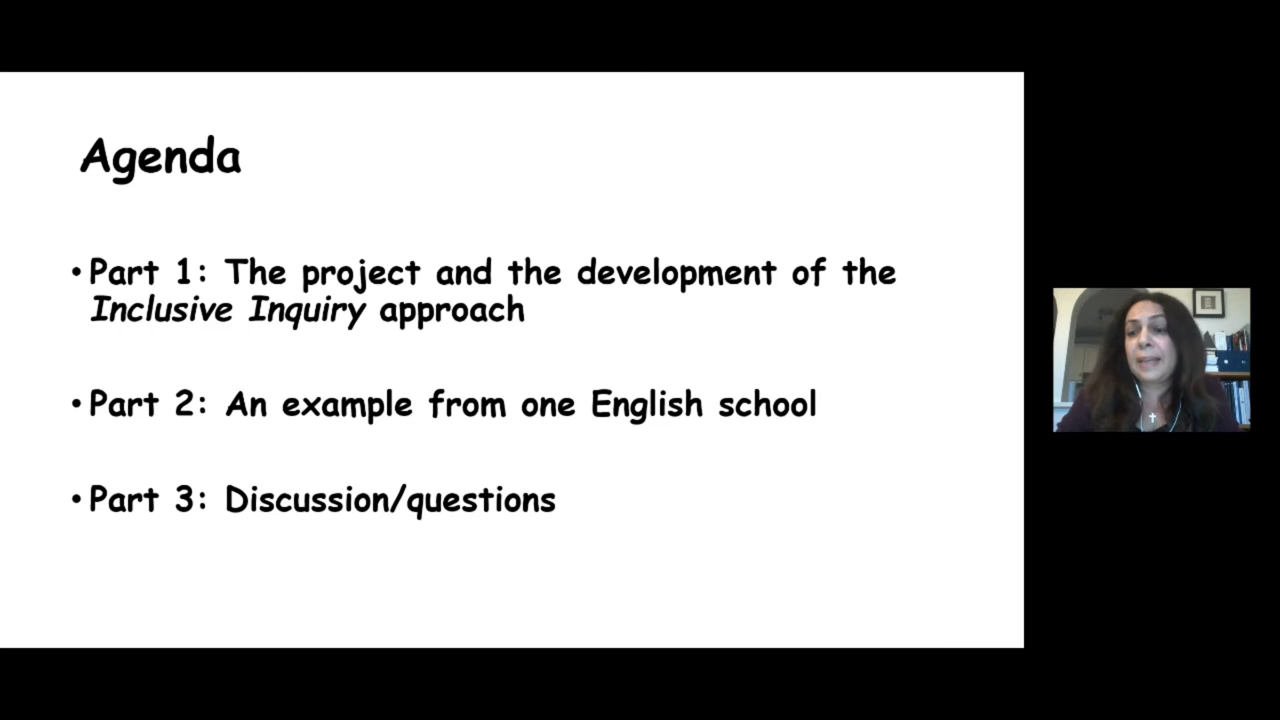 Agenda
• Part 1: The project and the development of the
Inclusive Inquiry approach
• Part 2: An example from one English school
• Part 3: Discussion/questions